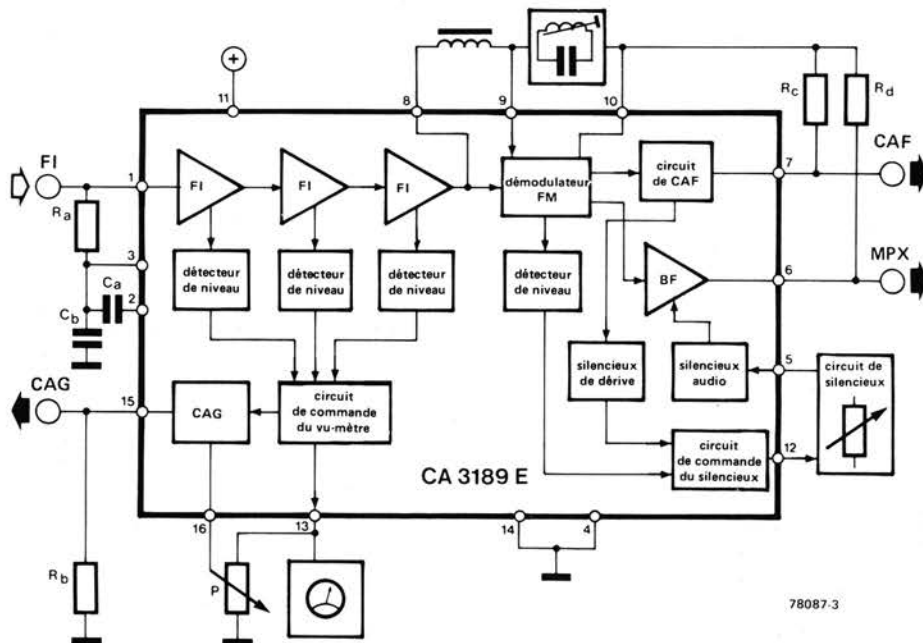 +
11
8
9
10
Rc
Rd
FI
1
FI
FI
FI
démodulateur
FM
circuit
de CAF
7
CAF
Ra
3
détecteur
de niveau
détecteur
de niveau
détecteur
de niveau
détecteur
de niveau
BF
6
MPX
Ca
2
Cb
silencieux
de dérive
silencieux
audio
5
circuit de
silencieux
CAG
15
CAG
circuit
de commande
du vu-mètre
circuit
de commande
du silencieux
12
CA 3189 E
16
13
14
4
Rb
P
78087-3